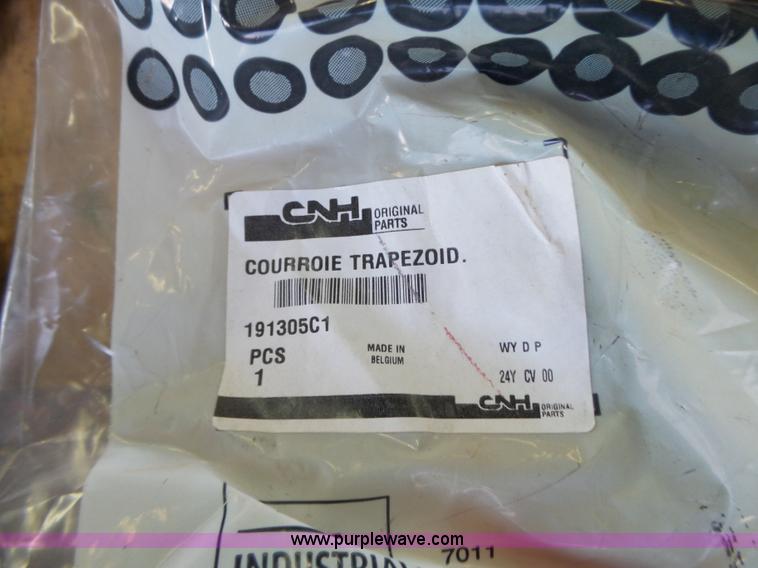 CNH ORIGINAL PARTS
COURROIE TRAPEZOID.
191305C1
PCS
1
MADE IN BELGIUM
WY D P
24Y CV 00
CNH ORIGINAL PARTS
www.purplewave.com
INDUSTRIA
7011